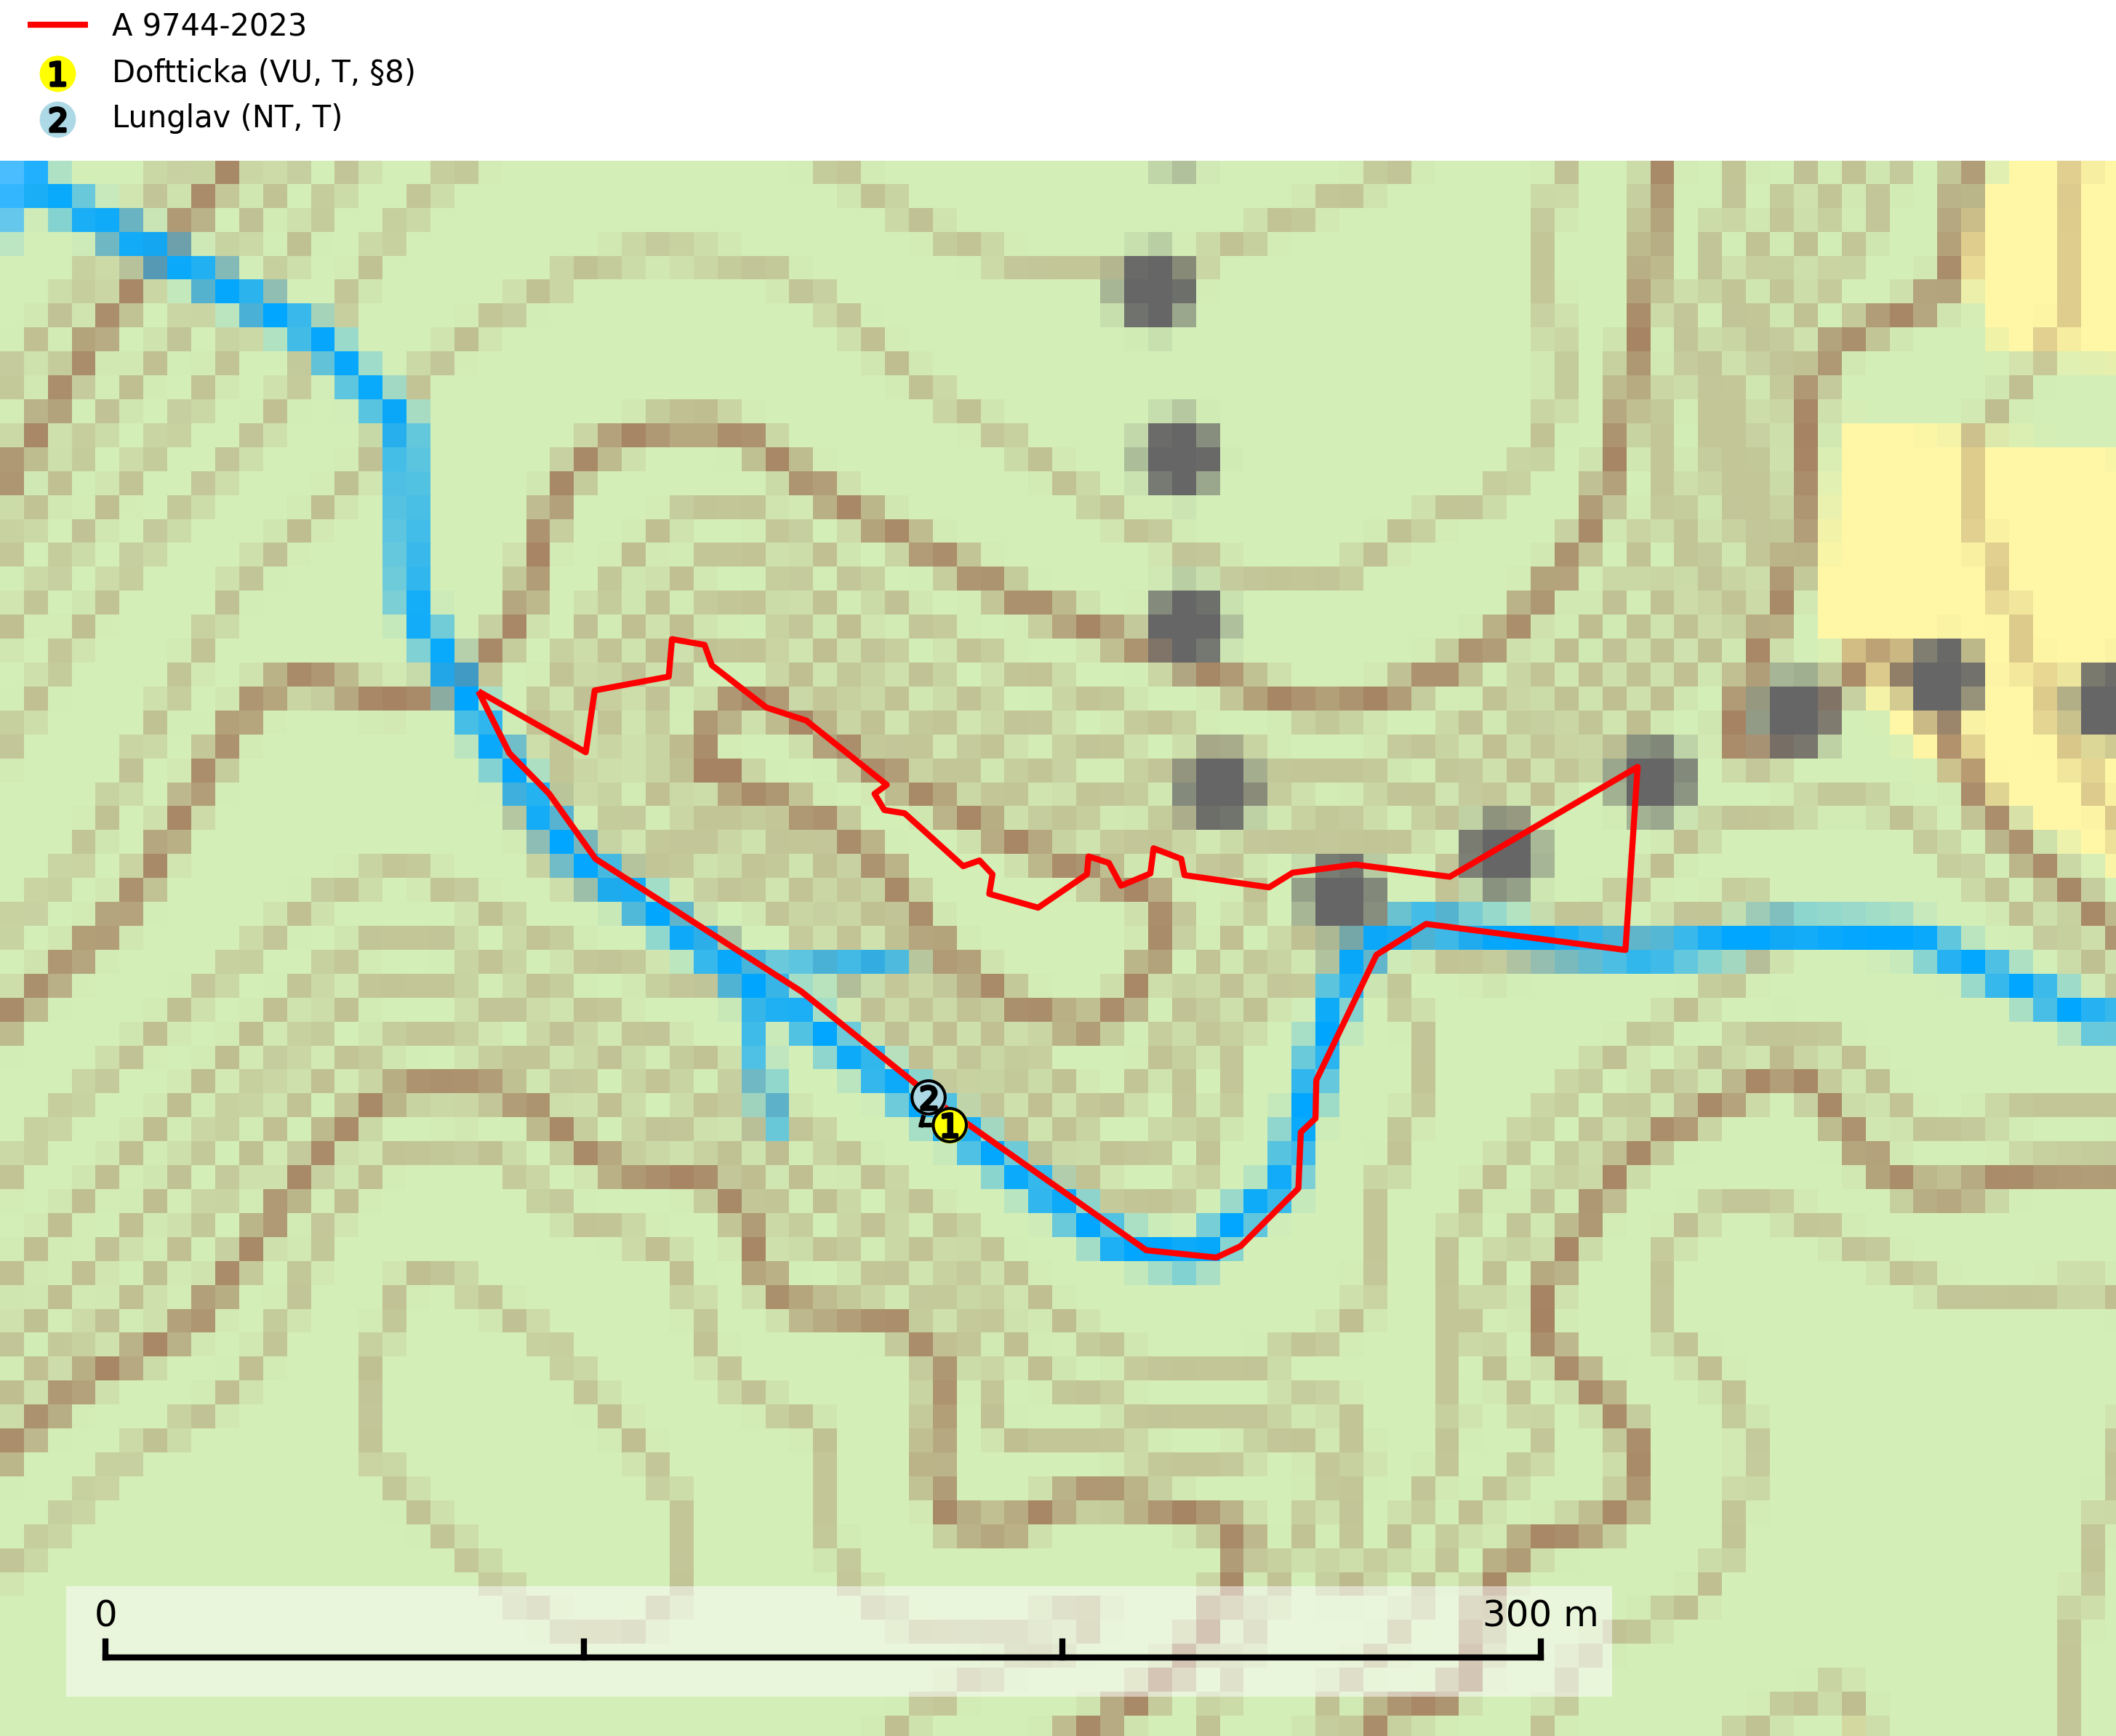 A 9744-2023
1 Doftticka (VU, T, §8)
2 Lunglav (NT, T)
2
1
0 300 m